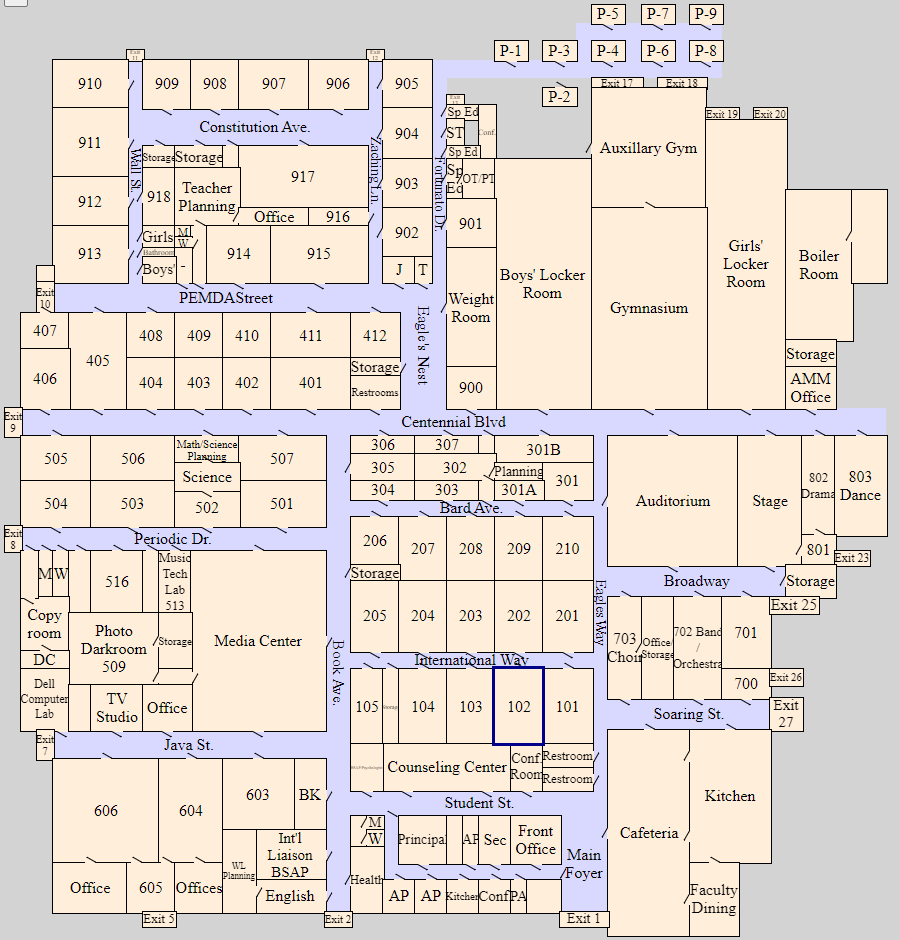 P-5
P-7
P-9
P-1
P-3
P-4
P-6
P-8
P-2
Exit 17
Exit 18
Exit
11
Exit
12
910
909
908
907
906
905
Constitution Ave.
911
Wall St.
Storage
Storage
917
Zaching Ln.
904
Fortunato Dr.
Sp Ed
ST
Conf.
Sp Ed
Sp
Ed
OT/PT
Auxillary Gym
Exit 19
Exit 20
912
918
Teacher
Planning
Office
916
903
901
913
Girls
M
W
Bathroom
Boys'
-
914
915
902
J
T
Boys' Locker
Room
Girls'
Locker
Room
Boiler
Room
Exit
10
PEMDAStreet
Eagle's Nest
Weight
Room
Gymnasium
407
405
408
409
410
411
412
Storage
Storage
406
404
403
402
401
Restrooms
900
AMM
Office
Exit
9
Centennial Blvd
505
506
Math/Science
Planning
507
Science
504
503
502
501
306
307
301B
305
302
Planning
301
304
303
301A
Auditorium
Stage
802
Drama
803
Dance
Bard Ave.
Exit
8
Periodic Dr.
801
Exit 23
206
207
208
209
210
Storage
Broadway
Storage
M
W
516
Music
Tech
Lab
513
Eagles Way
Exit 25
Copy
room
Photo
Darkroom
509
Storage
Media Center
205
204
203
202
201
703
Choir
Office/
Storage
702 Band
/
Orchestra
701
DC
Book Ave.
International Way
Dell
Computer
Lab
TV
Studio
Office
105
104
103
102
101
700
Exit 26
Soaring St.
Exit
27
Exit
7
Java St.
Counseling Center
Conf
Room
Restroom
Restroom
606
604
603
BK
Student St.
Kitchen
Int'l
Liaison
BSAP
M
W
Principal
AP
Sec
Front
Office
Cafeteria
WL
Planning
Main
Foyer
Office
605
Offices
English
Health
AP
AP
Kitchen
Conf
PA
Faculty
Dining
Exit 5
Exit 2
Exit 1